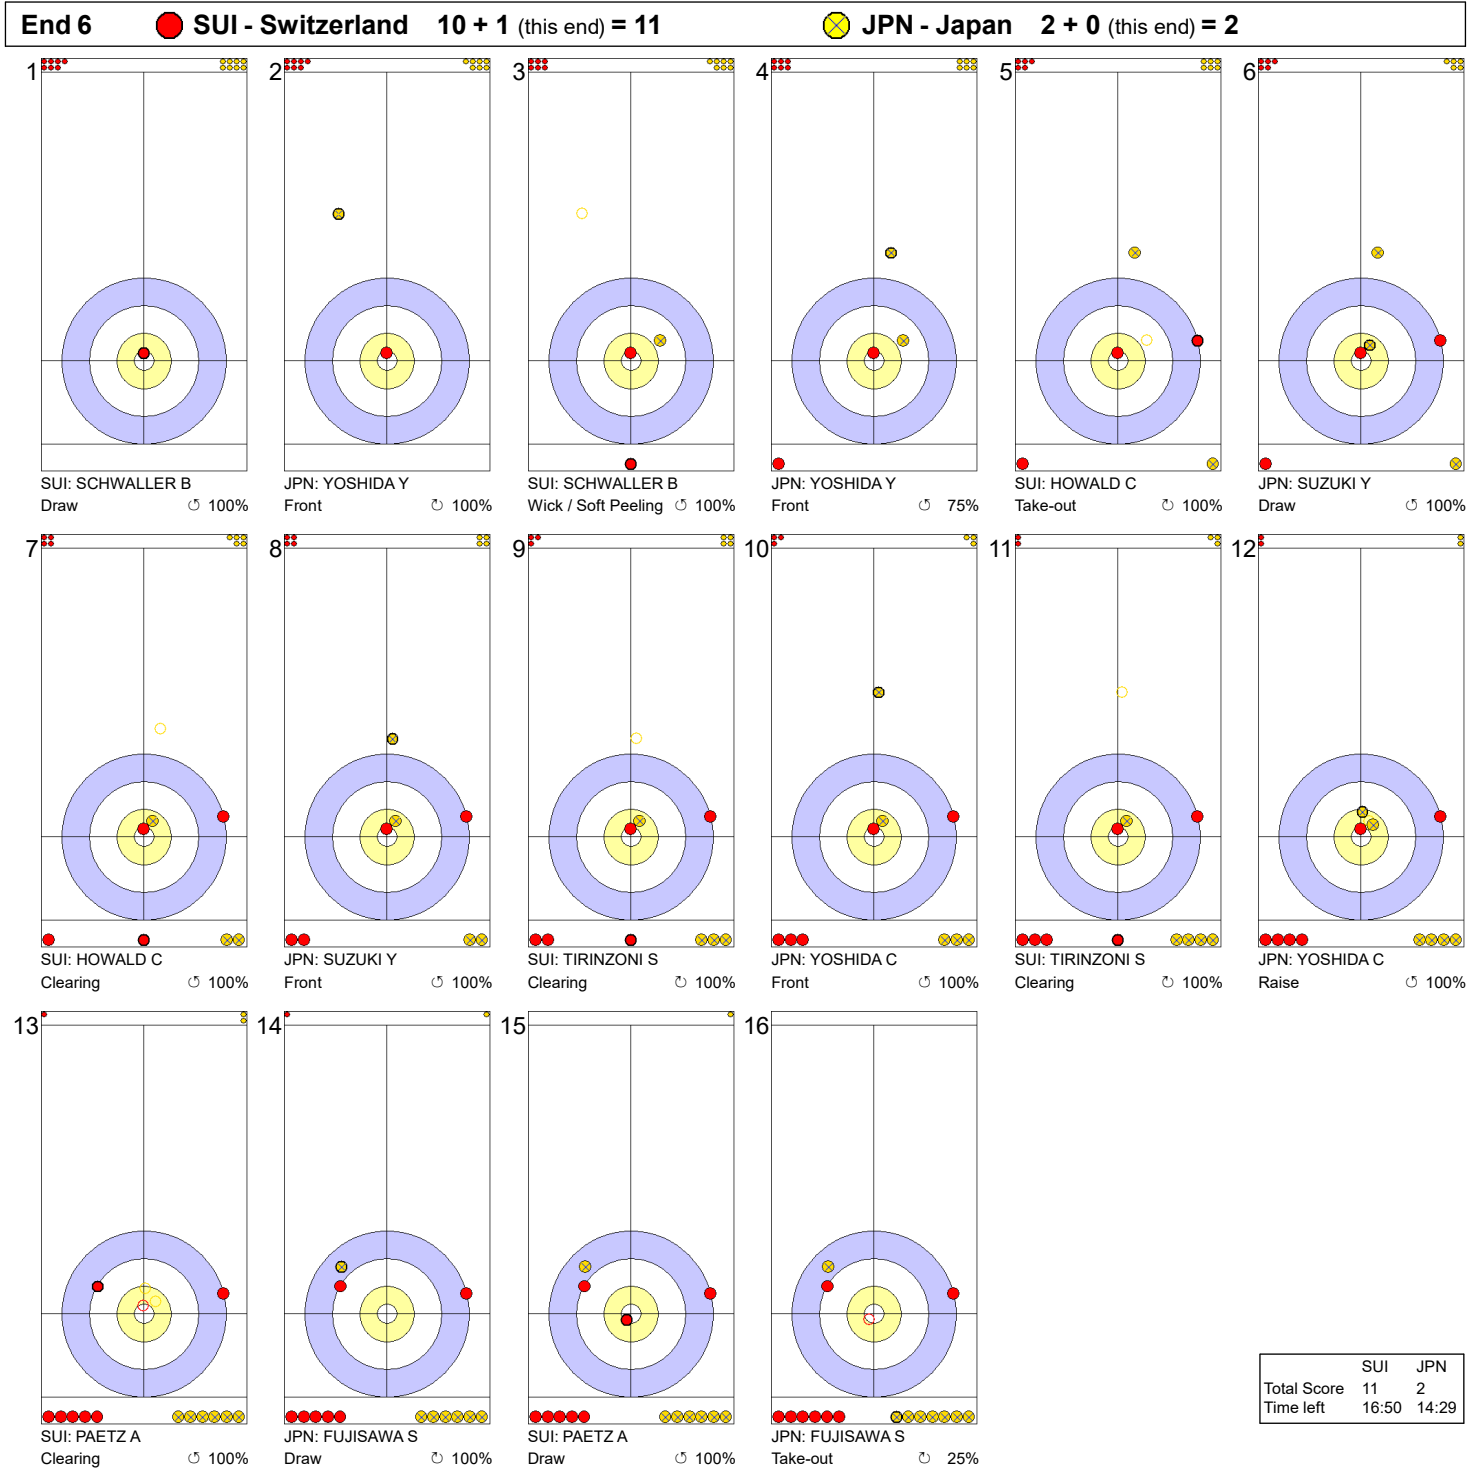 End 6 SUI - Switzerland 10 + 1 (this end) = 11 JPN - Japan 2 + 0 (this end) = 2
1 2 3 4 5 6
SUI: SCHWALLER B JPN: YOSHIDA Y SUI: SCHWALLER B JPN: YOSHIDA Y SUI: HOWALD C JPN: SUZUKI Y
Draw ↺ 100% Front ↻ 100% Wick / Soft Peeling ↺ 100% Front ↺ 75% Take-out ↻ 100% Draw ↺ 100%
7 8 9 10 11 12
SUI: HOWALD C JPN: SUZUKI Y SUI: TIRINZONI S JPN: YOSHIDA C SUI: TIRINZONI S JPN: YOSHIDA C
Clearing ↺ 100% Front ↺ 100% Clearing ↻ 100% Front ↺ 100% Clearing ↻ 100% Raise ↻ 100%
13 14 15 16
SUI: PAETZ A JPN: FUJISAWA S SUI: PAETZ A JPN: FUJISAWA S
Clearing ↺ 100% Draw ↺ 100% Draw ↺ 100% Take-out ↻ 25%
SUI JPN
Total Score 11 2
Time left 16:50 14:29